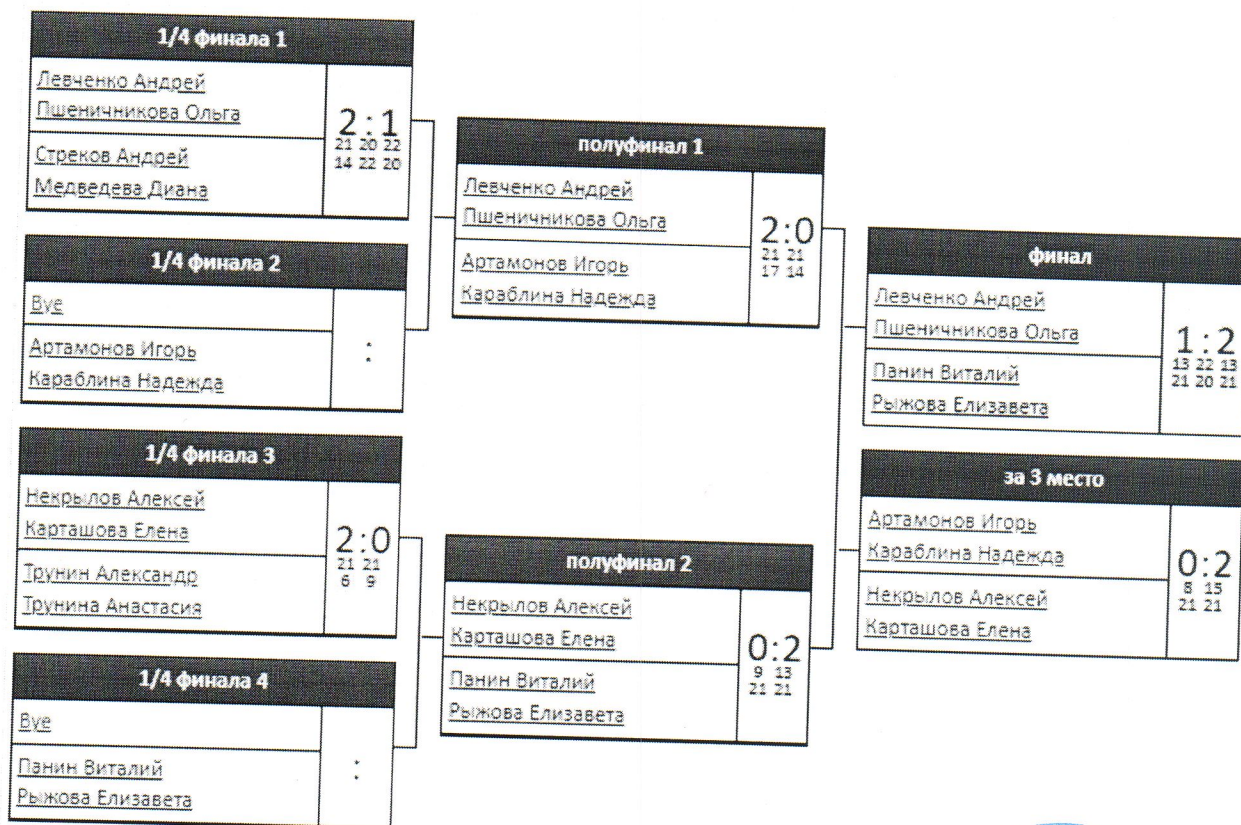 1/4 финала 1
Левченко Андрей
Пшеничникова Ольга
2:1
21 20 22
14 22 20
Стреков Андрей
Медведева Диана
1/4 финала 2
Bye
:
Артамонов Игорь
Караблина Надежда
1/4 финала 3
Некрылов Алексей
Карташова Елена
2:0
21 21
6 9
Трунин Александр
Трунина Анастасия
1/4 финала 4
Bye
:
Панин Виталий
Рыжова Елизавета
полуфинал 1
Левченко Андрей
Пшеничникова Ольга
2:0
21 21
17 14
Артамонов Игорь
Караблина Надежда
полуфинал 2
Некрылов Алексей
Карташова Елена
0:2
9 13
21 21
Панин Виталий
Рыжова Елизавета
финал
Левченко Андрей
Пшеничникова Ольга
1:2
13 22 13
21 20 21
Панин Виталий
Рыжова Елизавета
за 3 место
Артамонов Игорь
Караблина Надежда
0:2
8 15
21 21
Некрылов Алексей
Карташова Елена